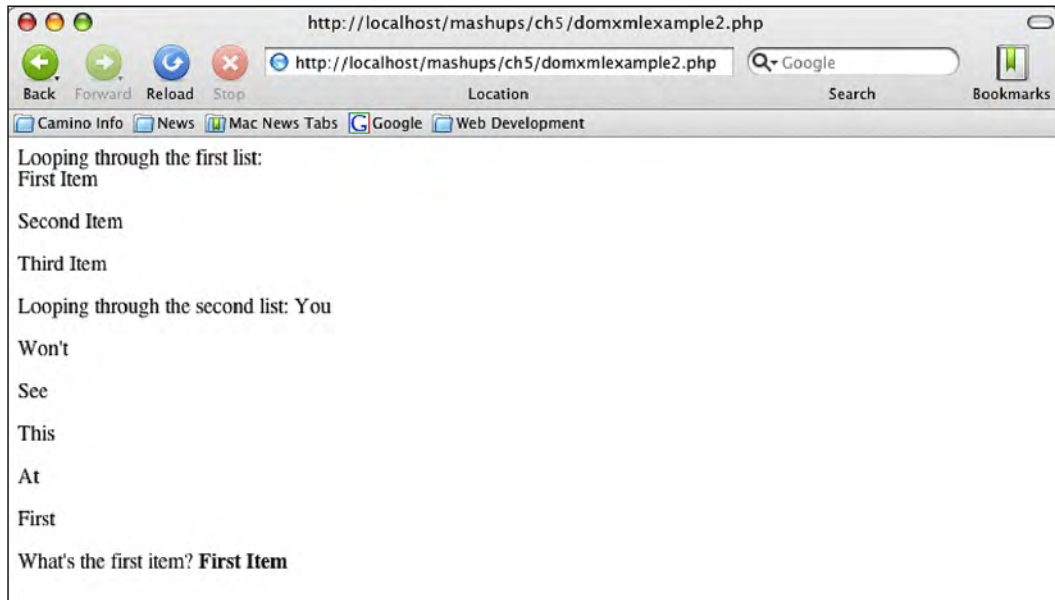 http://localhost/mashups/ch5/domxmlexample2.php
http://localhost/mashups/ch5/domxmlexample2.php Google
Back Forward Reload Stop Location Search Bookmarks
Camino Info News Mac News Tabs Google Web Development
Looping through the first list:
First Item
Second Item
Third Item
Looping through the second list: You
Won't
See
This
At
First
What's the first item? First Item